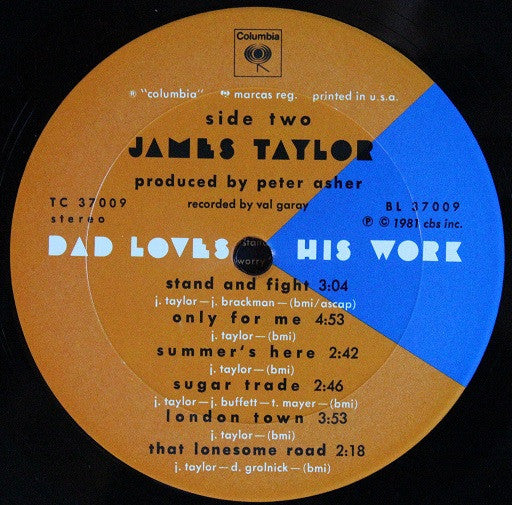 Columbia
® "columbia" ® marcas reg. printed in u.s.a.
side two
JAMES TAYLOR
produced by peter asher
recorded by val garay
TC 37009
stereo
BL 37009
℗ © 1981 cbs inc.
DAD LOVES HIS WORK
stand and fight 3:04
j. taylor—j. brackman—(bmi/ascap)
only for me 4:53
j. taylor—(bmi)
summer's here 2:42
j. taylor—(bmi)
sugar trade 2:46
j. taylor—j. buffett—t. mayer—(bmi)
london town 3:53
j. taylor—(bmi)
that lonesome road 2:18
j. taylor—d. grolnick—(bmi)